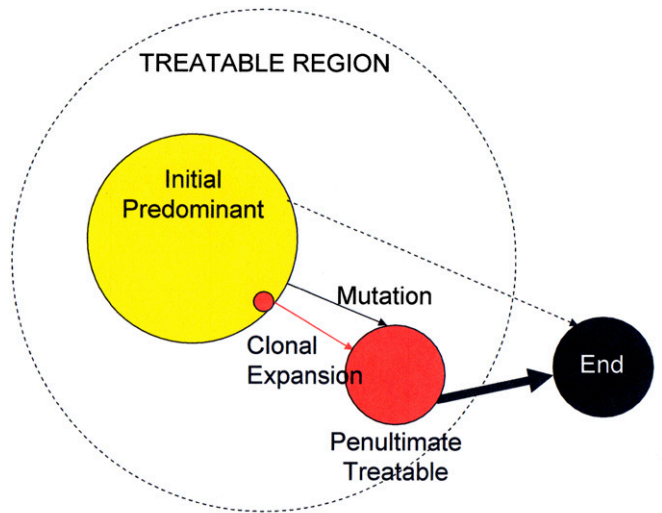 TREATABLE REGION
Initial
Predominant
Mutation
Clonal
Expansion
End
Penultimate
Treatable